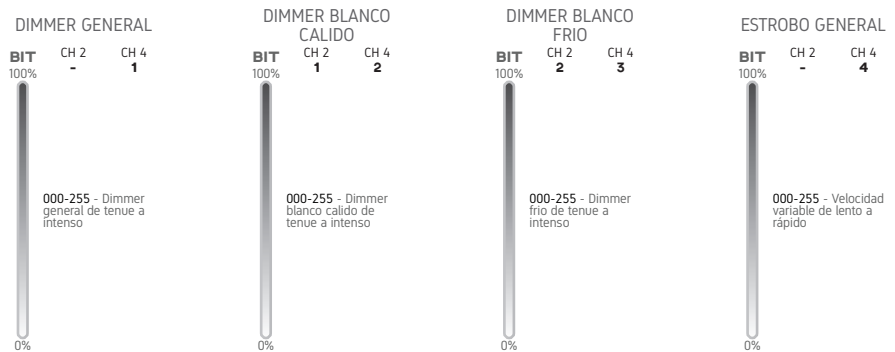 DIMMER GENERAL
BIT CH 2 CH 4
100% - 1
000-255 - Dimmer
general de tenue a
intenso
0%
DIMMER BLANCO
CALIDO
BIT CH 2 CH 4
100% 1 2
000-255 - Dimmer
blanco calido de
tenue a intenso
0%
DIMMER BLANCO
FRIO
BIT CH 2 CH 4
100% 2 3
000-255 - Dimmer
frio de tenue a
intenso
0%
ESTROBO GENERAL
BIT CH 2 CH 4
100% - 4
000-255 - Velocidad
variable de lento a
rápido
0%